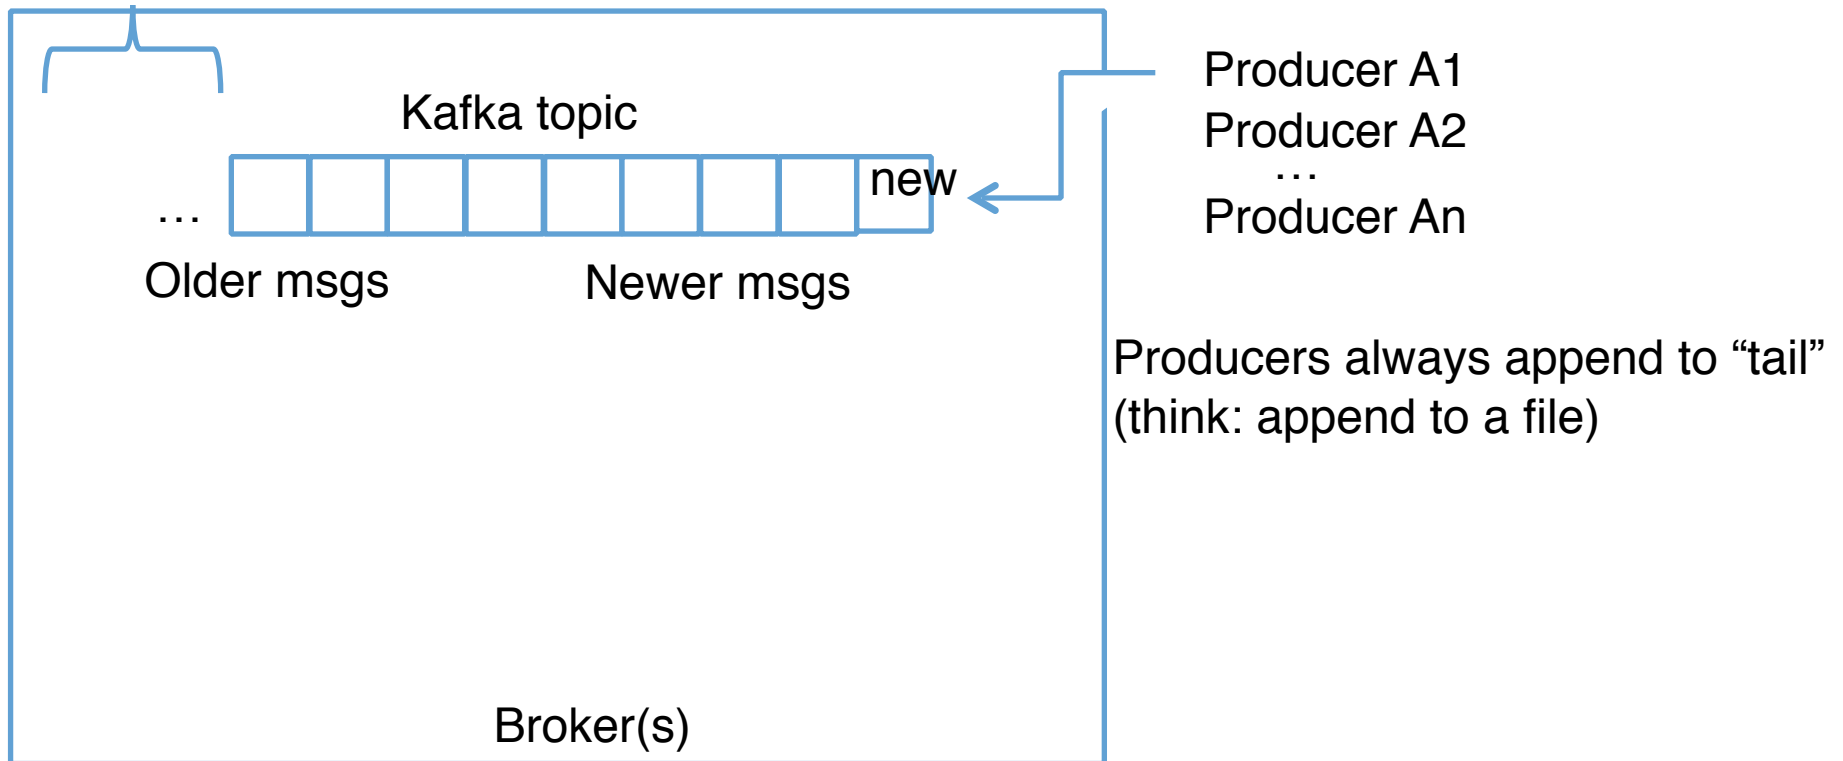 Kafka topic
new
…
Older msgs
Newer msgs
Broker(s)
Producer A1
Producer A2
…
Producer An
Producers always append to “tail”
(think: append to a file)